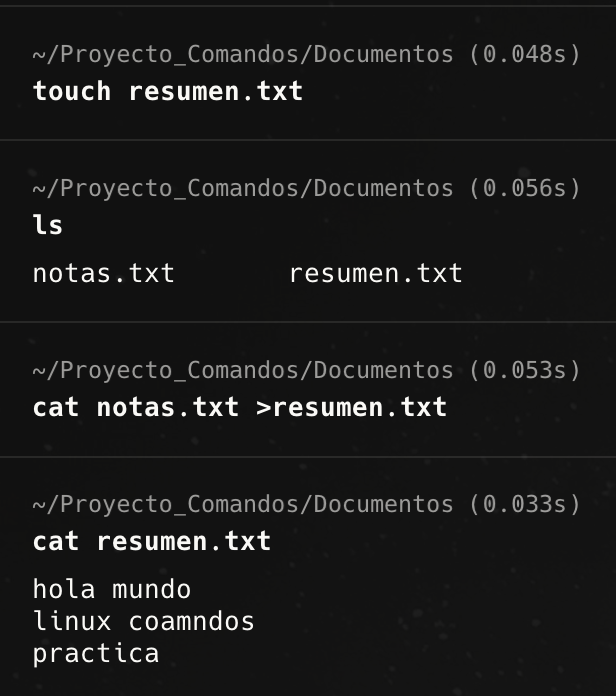 ~/Proyecto_Comandos/Documentos (0.048s)
touch resumen.txt
~/Proyecto_Comandos/Documentos (0.056s)
ls
notas.txt resumen.txt
~/Proyecto_Comandos/Documentos (0.053s)
cat notas.txt >resumen.txt
~/Proyecto_Comandos/Documentos (0.033s)
cat resumen.txt
hola mundo
linux coamndos
practica